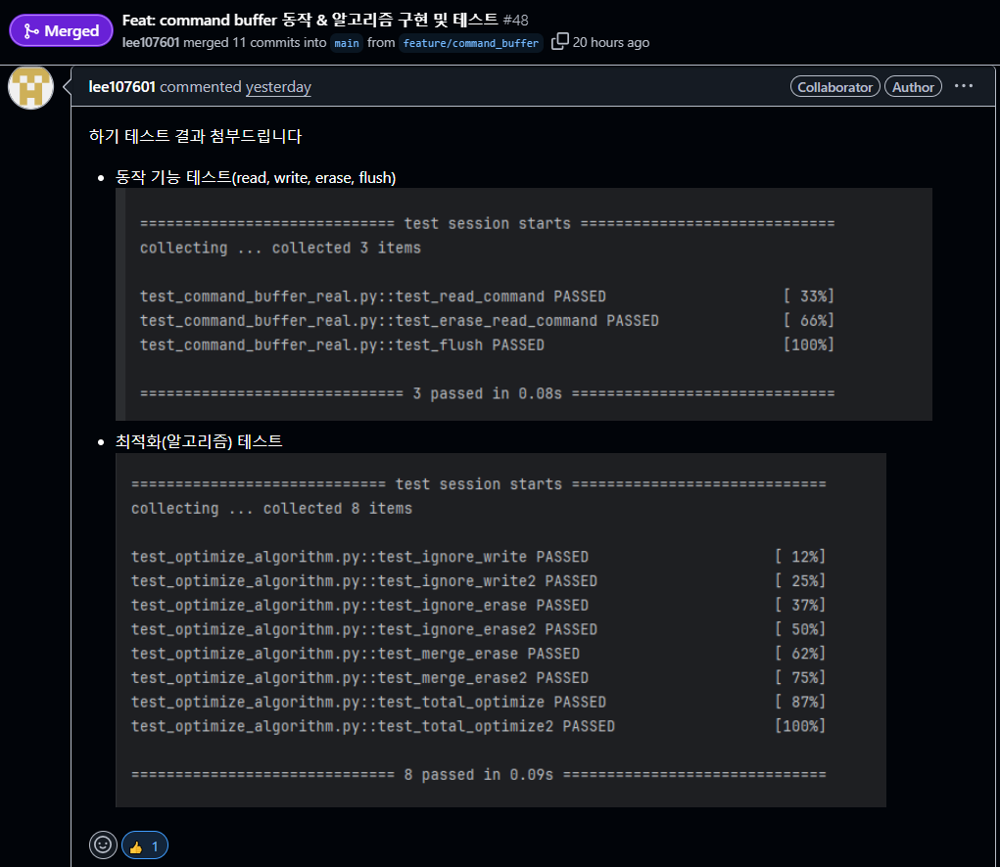 Merged
Feat: command buffer 동작 & 알고리즘 구현 및 테스트 #48
lee107601 merged 11 commits into main from feature/command_buffer 20 hours ago
lee107601 commented yesterday
Collaborator Author ...
하기 테스트 결과 첨부드립니다
• 동작 기능 테스트(read, write, erase, flush)
============================= test session starts =============================
collecting ... collected 3 items
test_command_buffer_real.py::test_read_command PASSED [ 33%]
test_command_buffer_real.py::test_erase_read_command PASSED [ 66%]
test_command_buffer_real.py::test_flush PASSED [100%]
============================== 3 passed in 0.08s ==============================
• 최적화(알고리즘) 테스트
============================= test session starts =============================
collecting ... collected 8 items
test_optimize_algorithm.py::test_ignore_write PASSED [ 12%]
test_optimize_algorithm.py::test_ignore_write2 PASSED [ 25%]
test_optimize_algorithm.py::test_ignore_erase PASSED [ 37%]
test_optimize_algorithm.py::test_ignore_erase2 PASSED [ 50%]
test_optimize_algorithm.py::test_merge_erase PASSED [ 62%]
test_optimize_algorithm.py::test_merge_erase2 PASSED [ 75%]
test_optimize_algorithm.py::test_total_optimize PASSED [ 87%]
test_optimize_algorithm.py::test_total_optimize2 PASSED [100%]
============================== 8 passed in 0.09s ==============================
👍 1